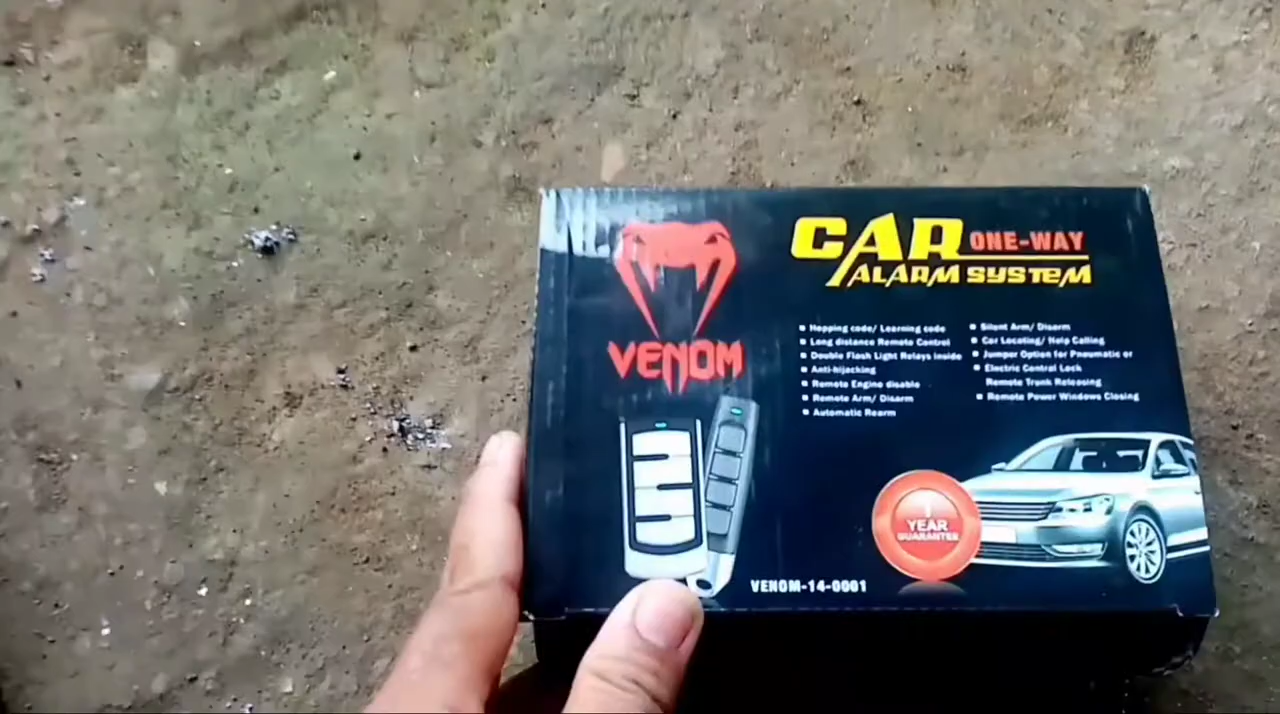 VENOM
CAR ONE-WAY
ALARM SYSTEM
Hopping code/ Learning code
Long distance Remote Control
Double Flash Light Relays inside
Anti-hijacking
Remote Engine disable
Remote Arm/ Disarm
Automatic Rearm
Silent Arm/ Disarm
Car Locating/ Help Calling
Jumper Option for Pneumatic or
Electric Central Lock
Remote Trunk Releasing
Remote Power Windows Closing
1
YEAR
GUARANTEE
VENOM-14-0001